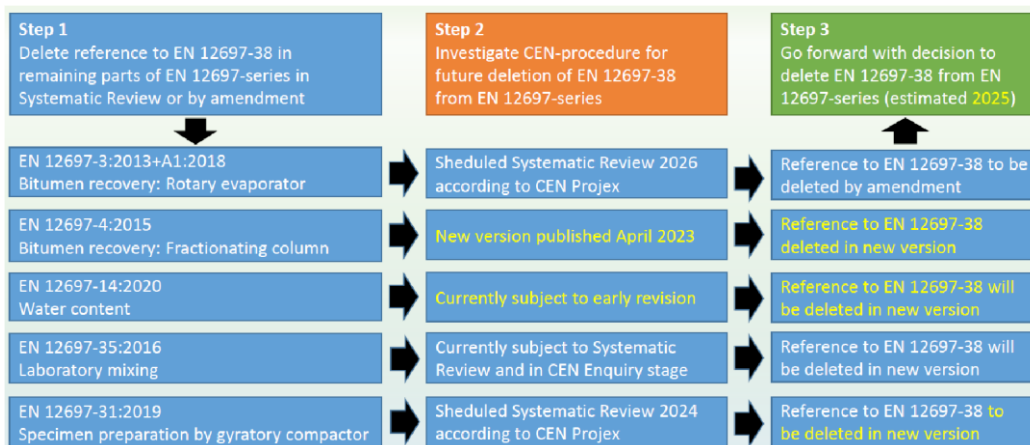 Step 1
Delete reference to EN 12697-38 in
remaining parts of EN 12697-series in
Systematic Review or by amendment
Step 2
Investigate CEN-procedure for
future deletion of EN 12697-38
from EN 12697-series
Step 3
Go forward with decision to
delete EN 12697-38 from EN
12697-series (estimated 2025)
EN 12697-3:2013+A1:2018
Bitumen recovery: Rotary evaporator
Sheduled Systematic Review 2026
according to CEN Projex
Reference to EN 12697-38 to be
deleted by amendment
EN 12697-4:2015
Bitumen recovery: Fractionating column
New version published April 2023
Reference to EN 12697-38
deleted in new version
EN 12697-14:2020
Water content
Currently subject to early revision
Reference to EN 12697-38 will
be deleted in new version
EN 12697-35:2016
Laboratory mixing
Currently subject to Systematic
Review and in CEN Enquiry stage
Reference to EN 12697-38 will
be deleted in new version
EN 12697-31:2019
Specimen preparation by gyratory compactor
Sheduled Systematic Review 2024
according to CEN Projex
Reference to EN 12697-38 to
be deleted in new version